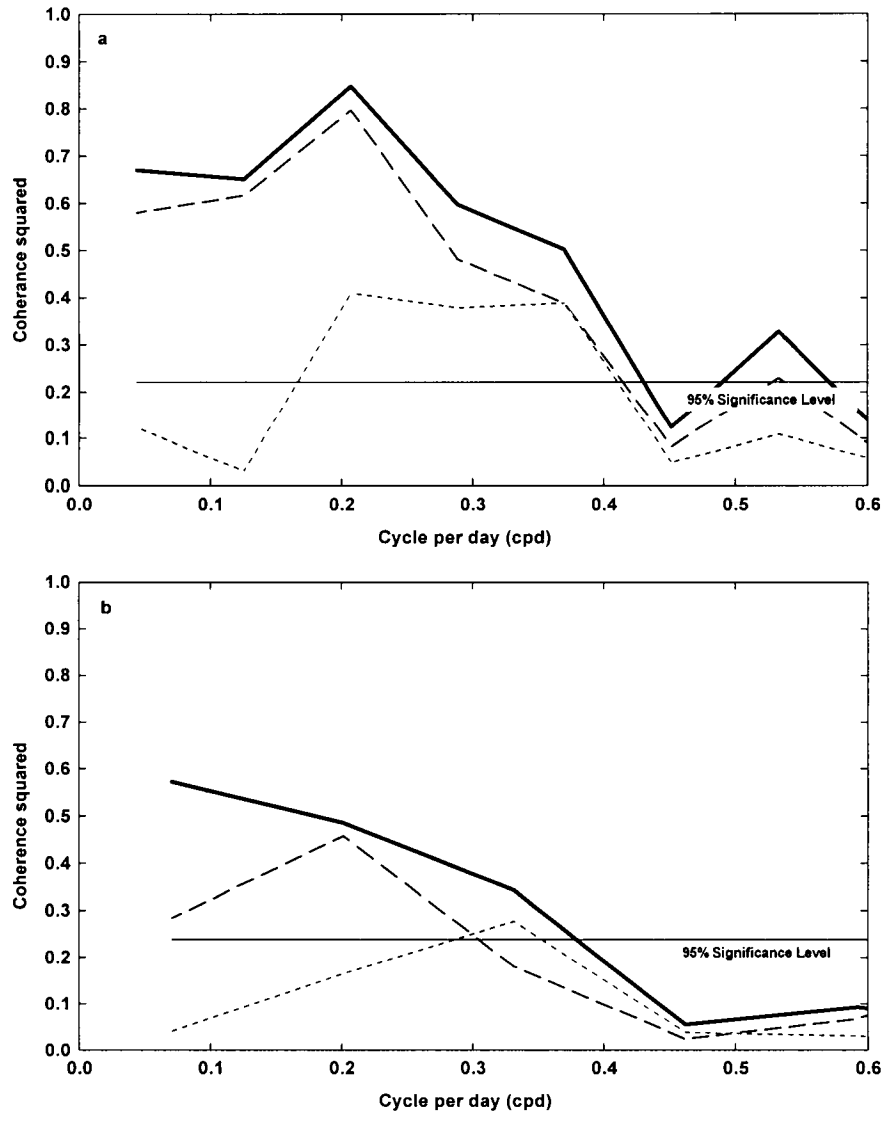 a
1.0
0.9
0.8
0.7
0.6
0.5
0.4
0.3
0.2
0.1
0.0
Coherance squared
95% Significance Level
0.0 0.1 0.2 0.3 0.4 0.5 0.6
Cycle per day (cpd)
b
1.0
0.9
0.8
0.7
0.6
0.5
0.4
0.3
0.2
0.1
0.0
Coherence squared
95% Significance Level
0.0 0.1 0.2 0.3 0.4 0.5 0.6
Cycle per day (cpd)